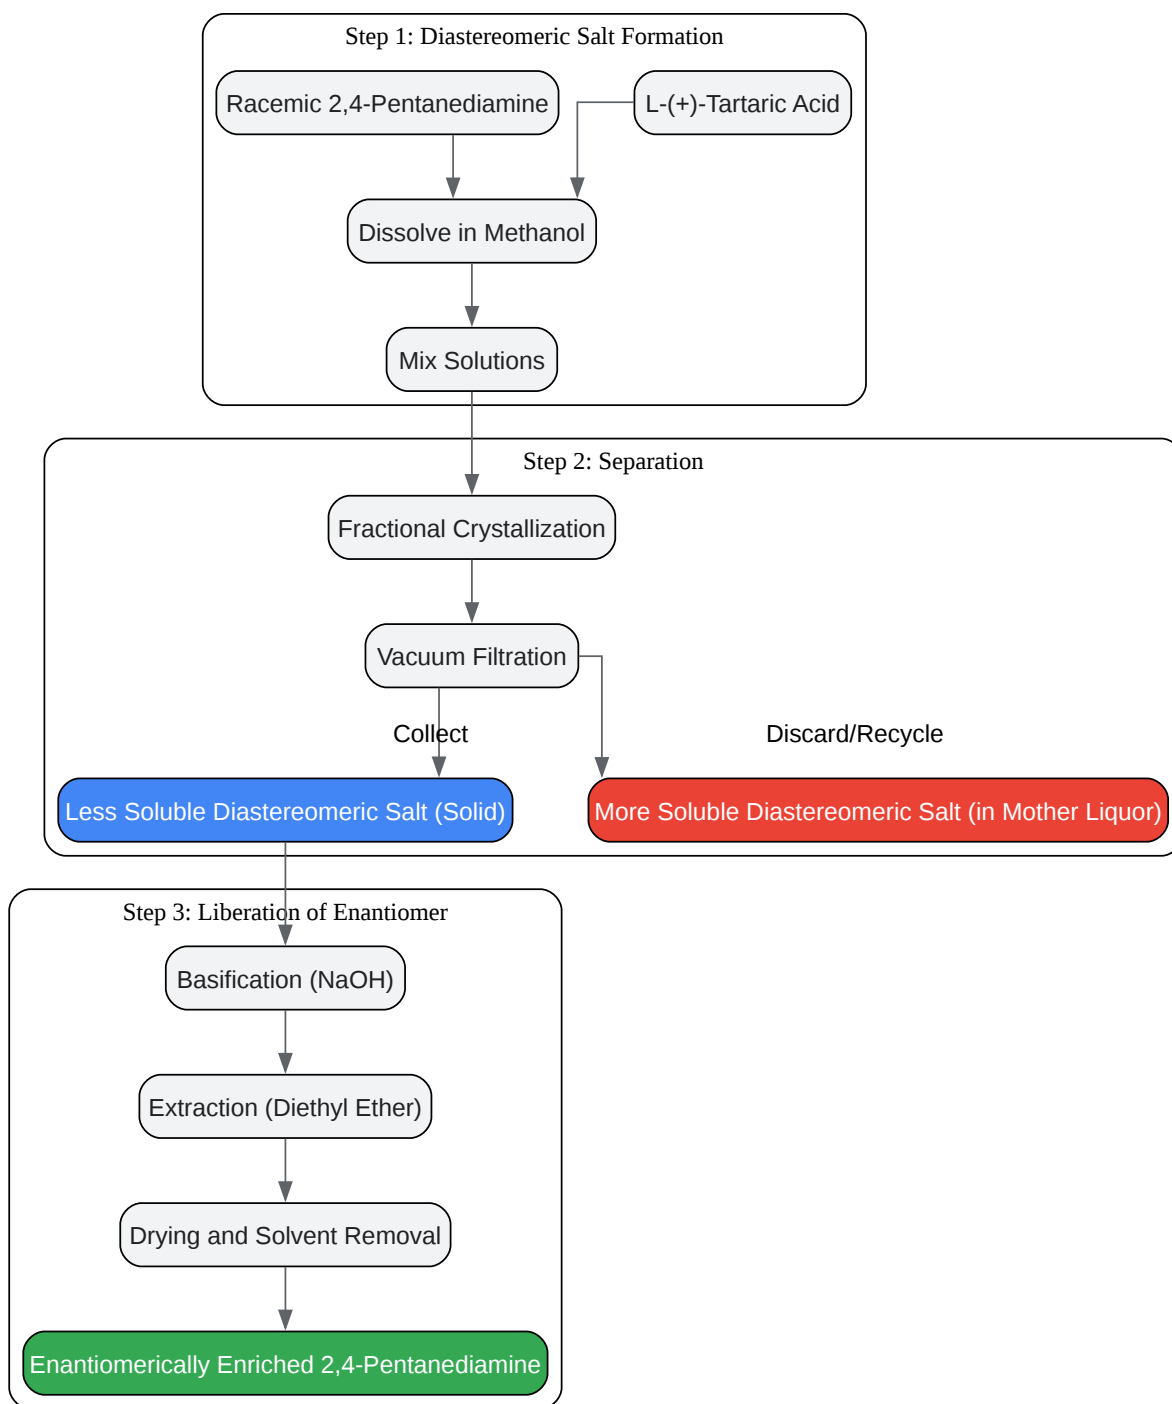 Step 1: Diastereomeric Salt Formation
Racemic 2,4-Pentanediamine
L-(+)-Tartaric Acid
Dissolve in Methanol
Mix Solutions
Step 2: Separation
Fractional Crystallization
Vacuum Filtration
Collect
Discard/Recycle
Less Soluble Diastereomeric Salt (Solid)
More Soluble Diastereomeric Salt (in Mother Liquor)
Step 3: Liberation of Enantiomer
Basification (NaOH)
Extraction (Diethyl Ether)
Drying and Solvent Removal
Enantiomerically Enriched 2,4-Pentanediamine